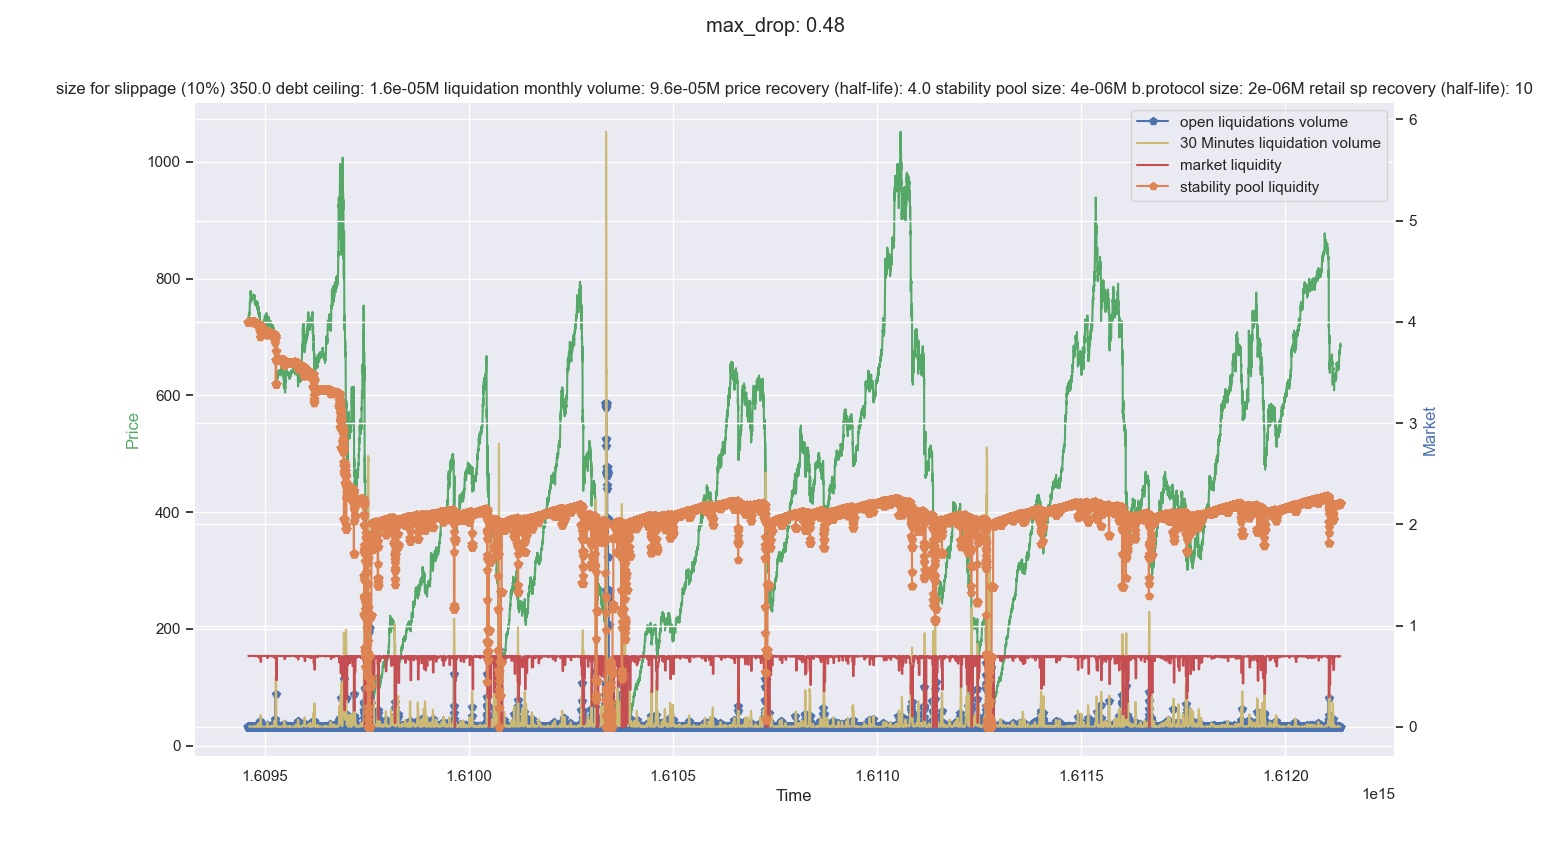 max_drop: 0.48
size for slippage (10%) 350.0 debt ceiling: 1.6e-05M liquidation monthly volume: 9.6e-05M price recovery (half-life): 4.0 stability pool size: 4e-06M b.protocol size: 2e-06M retail sp recovery (half-life): 10
open liquidations volume
30 Minutes liquidation volume
market liquidity
stability pool liquidity
1000
800
600
400
200
0
Price
6
5
4
3
2
1
0
Market
1.6095
1.6100
1.6105
1.6110
1.6115
1.6120
1e15
Time